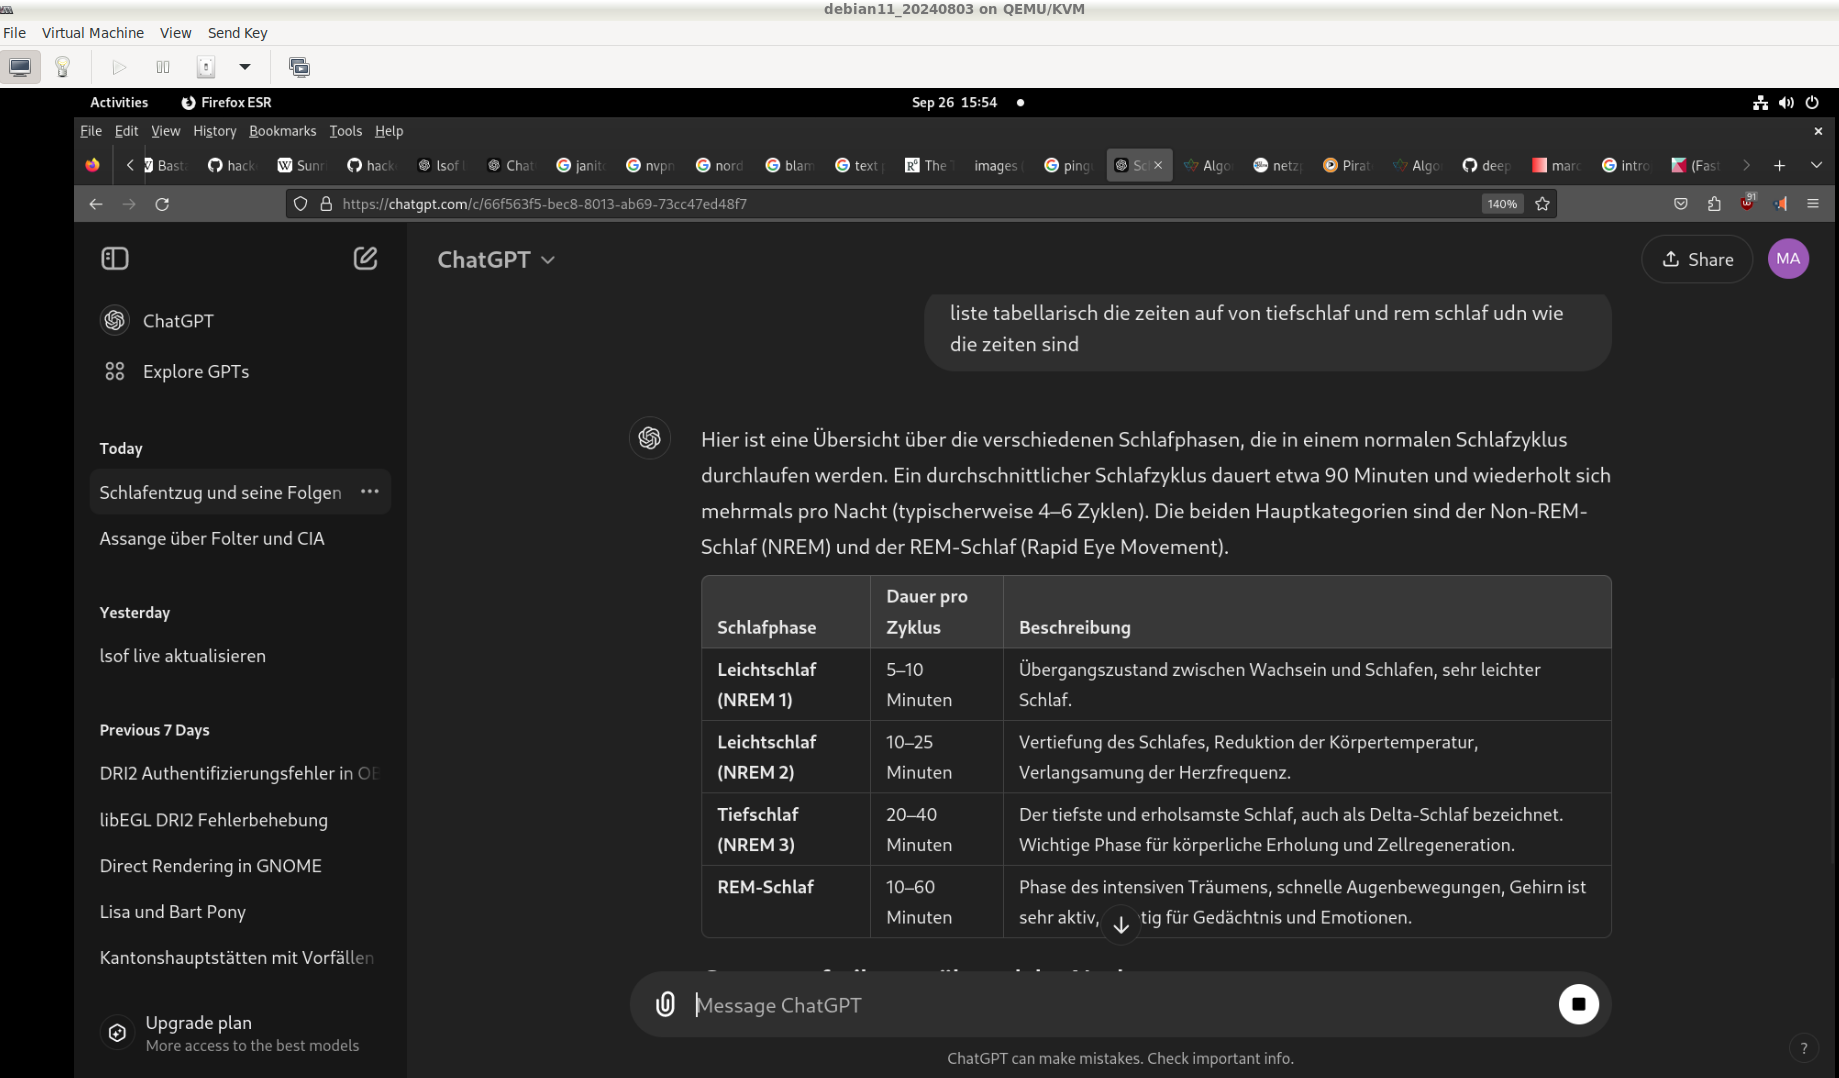 debian11_20240803 on QEMU/KVM
File Virtual Machine View Send Key
Activities Firefox ESR Sep 26 15:54
File Edit View History Bookmarks Tools Help
Basta hack Sunri hack lsof Chat janit nvpn nord blam text The images ping Sc Algo netzp Pirat Algo deep marc intro (Fast
https://chatgpt.com/c/66f563f5-bec8-8013-ab69-73cc47ed48f7 140% 91
ChatGPT Share MA
ChatGPT
Explore GPTs
Today
Schlafentzug und seine Folgen
Assange über Folter und CIA
Yesterday
lsof live aktualisieren
Previous 7 Days
DRI2 Authentifizierungsfehler in OE
libEGL DRI2 Fehlerbehebung
Direct Rendering in GNOME
Lisa und Bart Pony
Kantonshauptstätten mit Vorfällen
Upgrade plan
More access to the best models
liste tabellarisch die zeiten auf von tiefschlaf und rem schlaf udn wie
die zeiten sind
Hier ist eine Übersicht über die verschiedenen Schlafphasen, die in einem normalen Schlafzyklus
durchlaufen werden. Ein durchschnittlicher Schlafzyklus dauert etwa 90 Minuten und wiederholt sich
mehrmals pro Nacht (typischerweise 4–6 Zyklen). Die beiden Hauptkategorien sind der Non-REM-
Schlaf (NREM) und der REM-Schlaf (Rapid Eye Movement).
Dauer pro
Schlafphase Zyklus Beschreibung
Leichtschlaf 5–10 Übergangszustand zwischen Wachsein und Schlafen, sehr leichter
(NREM 1) Minuten Schlaf.
Leichtschlaf 10–25 Vertiefung des Schlafes, Reduktion der Körpertemperatur,
(NREM 2) Minuten Verlangsamung der Herzfrequenz.
Tiefschlaf 20–40 Der tiefste und erholsamste Schlaf, auch als Delta-Schlaf bezeichnet.
(NREM 3) Minuten Wichtige Phase für körperliche Erholung und Zellregeneration.
REM-Schlaf 10–60 Phase des intensiven Träumens, schnelle Augenbewegungen, Gehirn ist
Minuten sehr aktiv, tig für Gedächtnis und Emotionen.
Message ChatGPT
ChatGPT can make mistakes. Check important info.
?